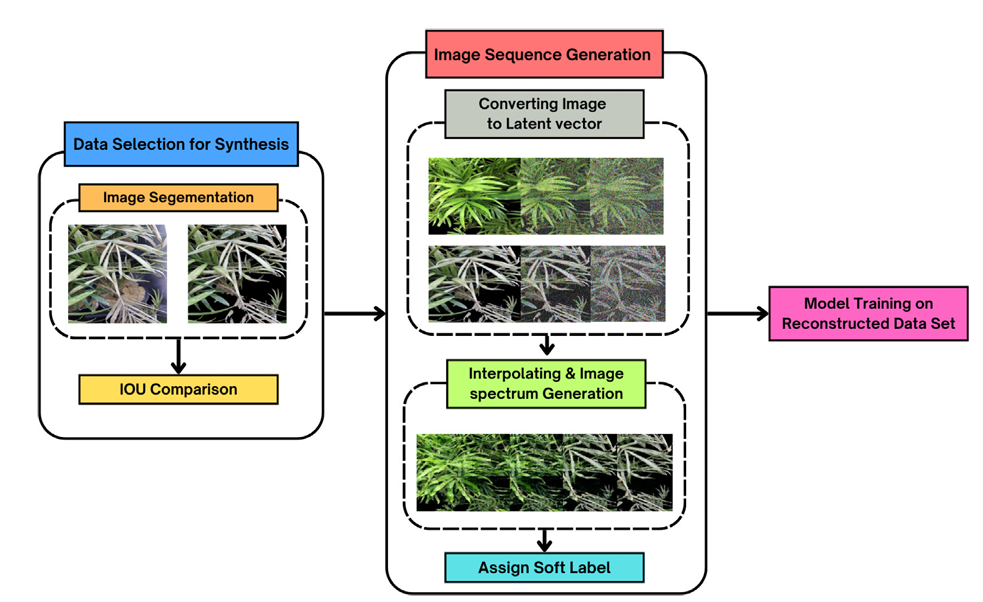 Data Selection for Synthesis
Image Segementation
IOU Comparison
Image Sequence Generation
Converting Image
to Latent vector
Interpolating & Image
spectrum Generation
Assign Soft Label
Model Training on
Reconstructed Data Set